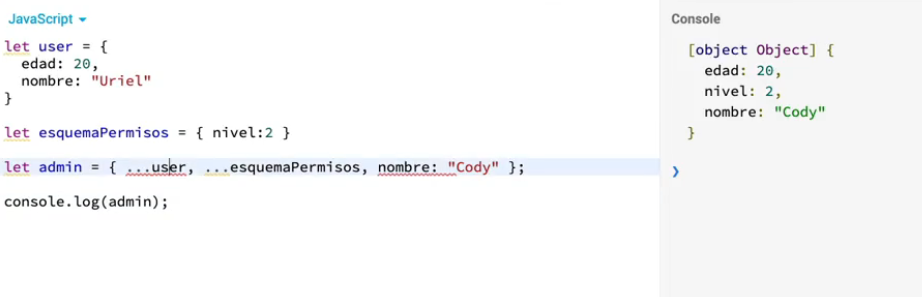 JavaScript
let user = {
  edad: 20,
  nombre: "Uriel"
}
let esquemaPermisos = { nivel:2 }
let admin = { ...user, ...esquemaPermisos, nombre: "Cody" };
console.log(admin);
Console
[object Object] {
  edad: 20,
  nivel: 2,
  nombre: "Cody"
}
❯